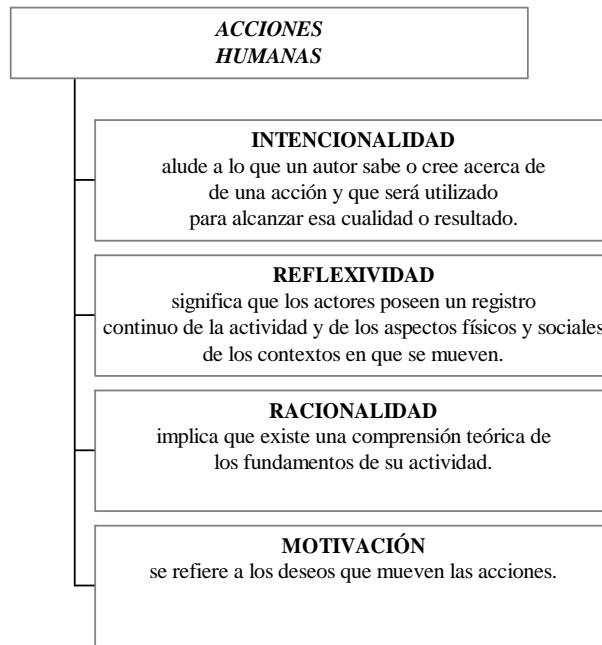 ACCIONES
HUMANAS
INTENCIONALIDAD
alude a lo que un autor sabe o cree acerca de
de una acción y que será utilizado
para alcanzar esa cualidad o resultado.
REFLEXIVIDAD
significa que los actores poseen un registro
continuo de la actividad y de los aspectos físicos y sociales
de los contextos en que se mueven.
RACIONALIDAD
implica que existe una comprensión teórica de
los fundamentos de su actividad.
MOTIVACIÓN
se refiere a los deseos que mueven las acciones.